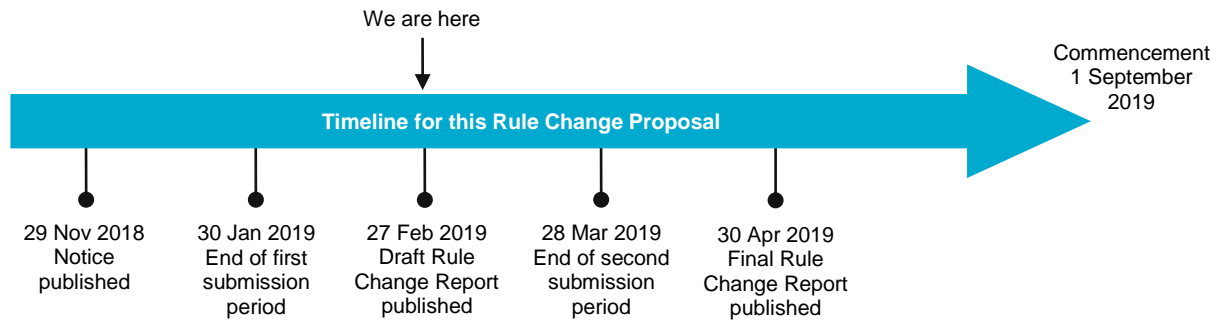 We are here
Commencement
1 September
2019
Timeline for this Rule Change Proposal
29 Nov 2018
Notice
published
30 Jan 2019
End of first
submission
period
27 Feb 2019
Draft Rule
Change Report
published
28 Mar 2019
End of second
submission
period
30 Apr 2019
Final Rule
Change Report
published